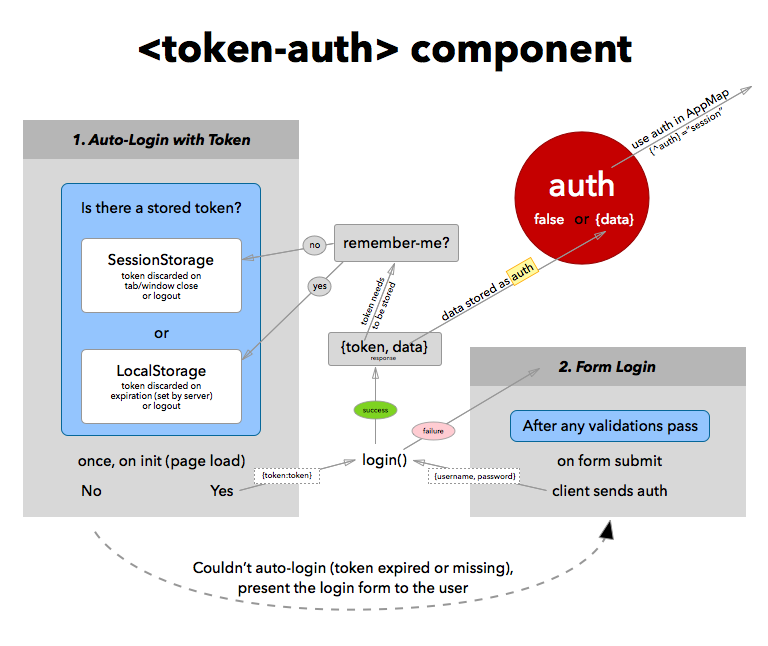 <token-auth> component
1. Auto-Login with Token
Is there a stored token?
SessionStorage
token discarded on
tab/window close
or logout
or
LocalStorage
token discarded on
expiration (set by server)
or logout
once, on init (page load)
No
Yes
{token:token}
no
yes
remember-me?
token needs
to be stored
{token, data}
response
success
failure
login()
data stored as auth
auth
false or {data}
use auth in AppMap
{^auth} ="session"
2. Form Login
After any validations pass
on form submit
{username, password}
client sends auth
Couldn't auto-login (token expired or missing),
present the login form to the user